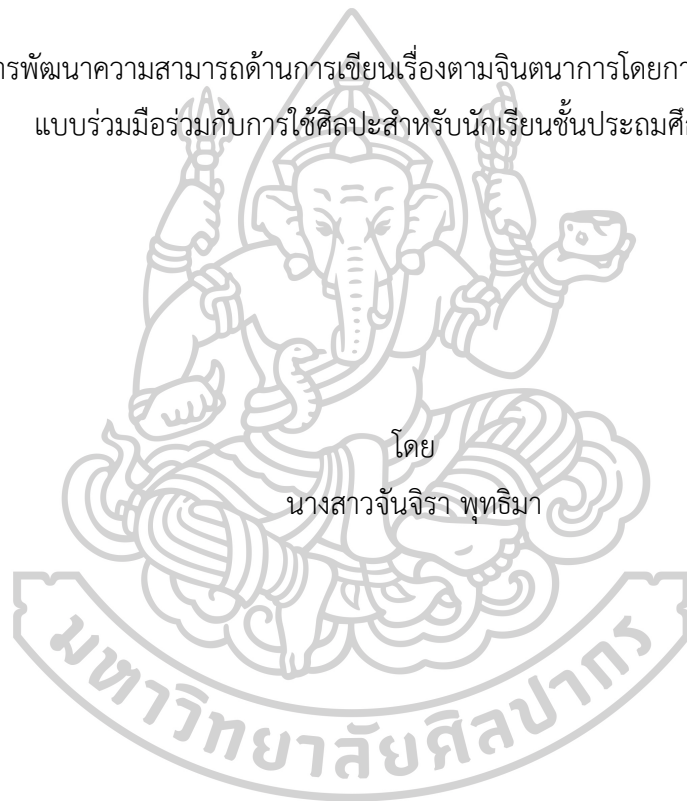 ารพัฒนาความสามารถด้านการเขียนเรื่องตามจินตนาการโดยกา
แบบร่วมมือร่วมกับการใช้ศิลปะสำหรับนักเรียนชั้นประถมศึ
โดย
นางสาวจันจิรา พุทธิมา
มหาวิทยาลัยศิลปากร